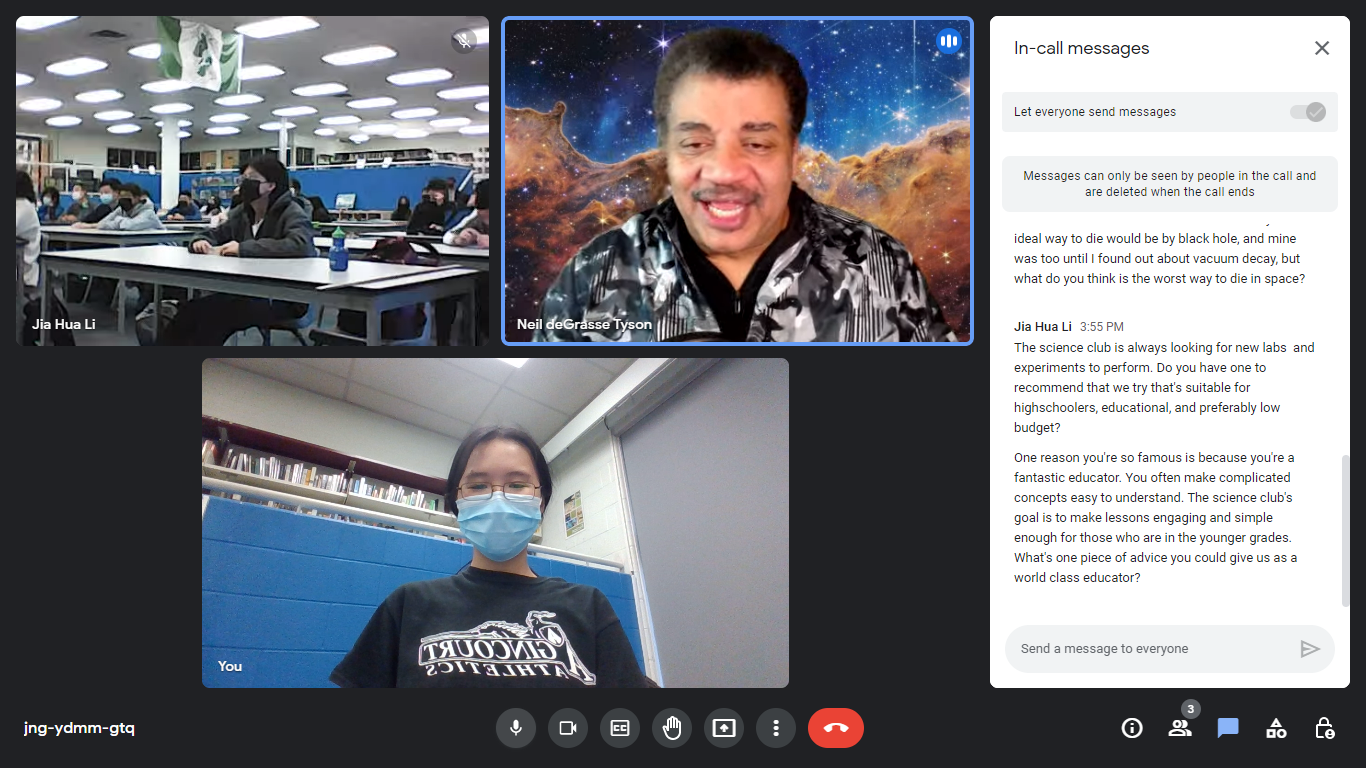 Jia Hua Li
Neil deGrasse Tyson
You
AGINCOURT
ATHLETICS
In-call messages
Let everyone send messages
Messages can only be seen by people in the call and
are deleted when the call ends
ideal way to die would be by black hole, and mine
was too until I found out about vacuum decay, but
what do you think is the worst way to die in space?
Jia Hua Li 3:55 PM
The science club is always looking for new labs and
experiments to perform. Do you have one to
recommend that we try that's suitable for
highschoolers, educational, and preferably low
budget?
One reason you're so famous is because you're a
fantastic educator. You often make complicated
concepts easy to understand. The science club's
goal is to make lessons engaging and simple
enough for those who are in the younger grades.
What's one piece of advice you could give us as a
world class educator?
Send a message to everyone
jng-ydmm-gtq
CC
3